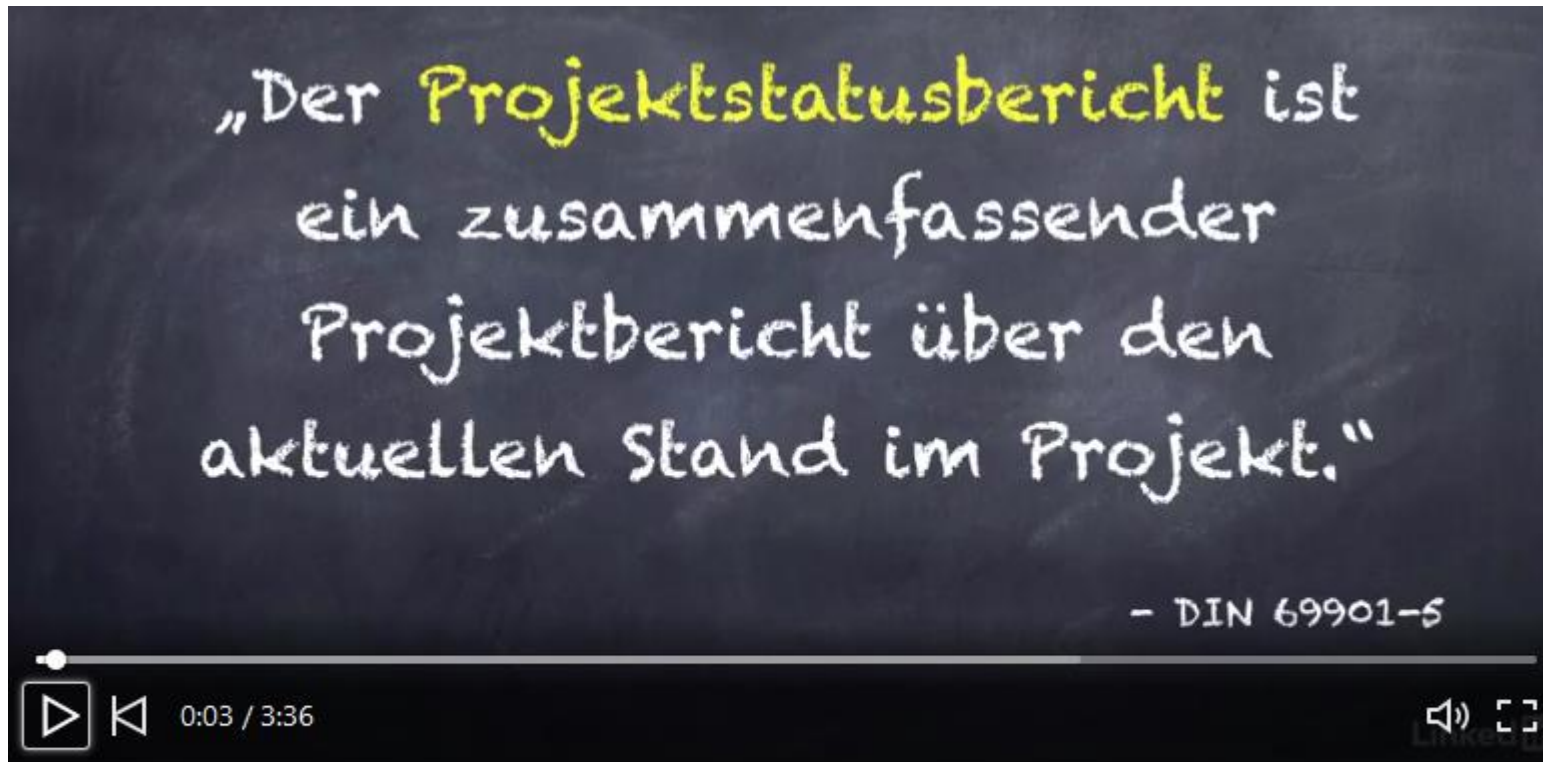 „Der Projektstatusbericht ist
ein zusammenfassender
Projektbericht über den
aktuellen Stand im Projekt.“
- DIN 69901-5
0:03 / 3:36
Linked